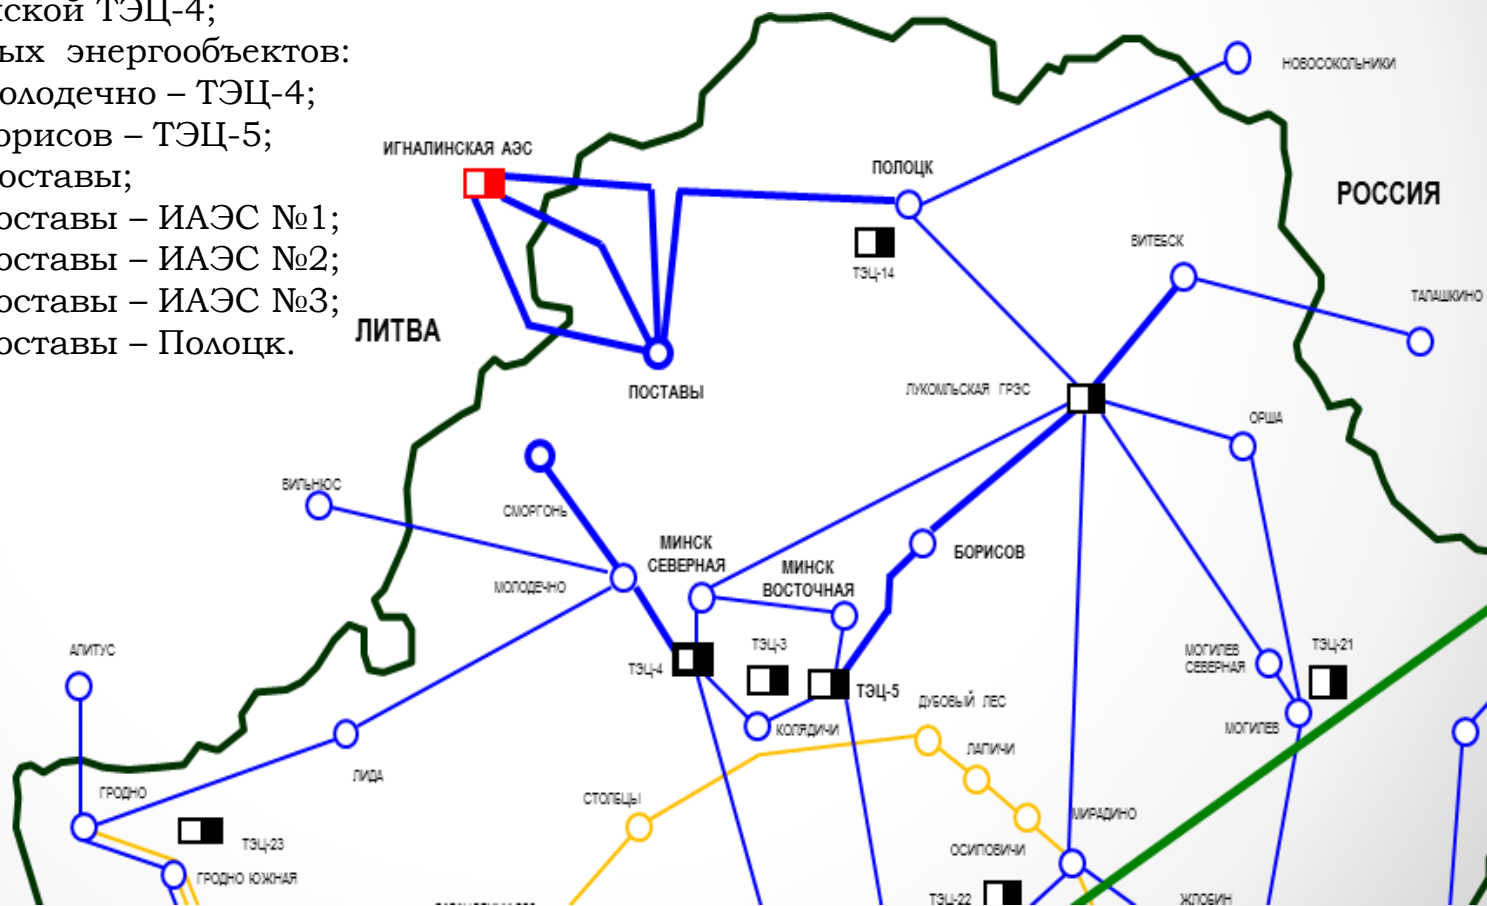 нской ТЭЦ-4;
ых энергообъектов:
олодечно – ТЭЦ-4;
орисов – ТЭЦ-5;
оставы;
оставы – ИАЭС №1;
оставы – ИАЭС №2;
оставы – ИАЭС №3;
оставы – Полоцк.
НОВОСОКОЛЬНИКИ
ИГНАЛИНСКАЯ АЭС
ПОЛОЦК
РОССИЯ
ТЭЦ-14
ВИТЕБСК
ТАЛАШКИНО
ЛИТВА
ПОСТАВЫ
ЛУКОМЛЬСКАЯ ГРЭС
ОРША
ВИЛЬНЮС
СМОРГОНЬ
МИНСК
СЕВЕРНАЯ
МИНСК
ВОСТОЧНАЯ
БОРИСОВ
МОЛОДЕЧНО
АЛИТУС
ТЭЦ-4
ТЭЦ-3
ТЭЦ-5
МОГИЛЕВ
СЕВЕРНАЯ
ТЭЦ-21
ДУБОВЫЙ ЛЕС
КОЛЯДИЧИ
МОГИЛЕВ
ЛАПИЧИ
ЛИДА
ГРОДНО
СТОЛБЦЫ
МИРАДИНО
ТЭЦ-23
ОСИПОВИЧИ
ГРОДНО ЮЖНАЯ
ТЭЦ-22
ЖЛОБИН